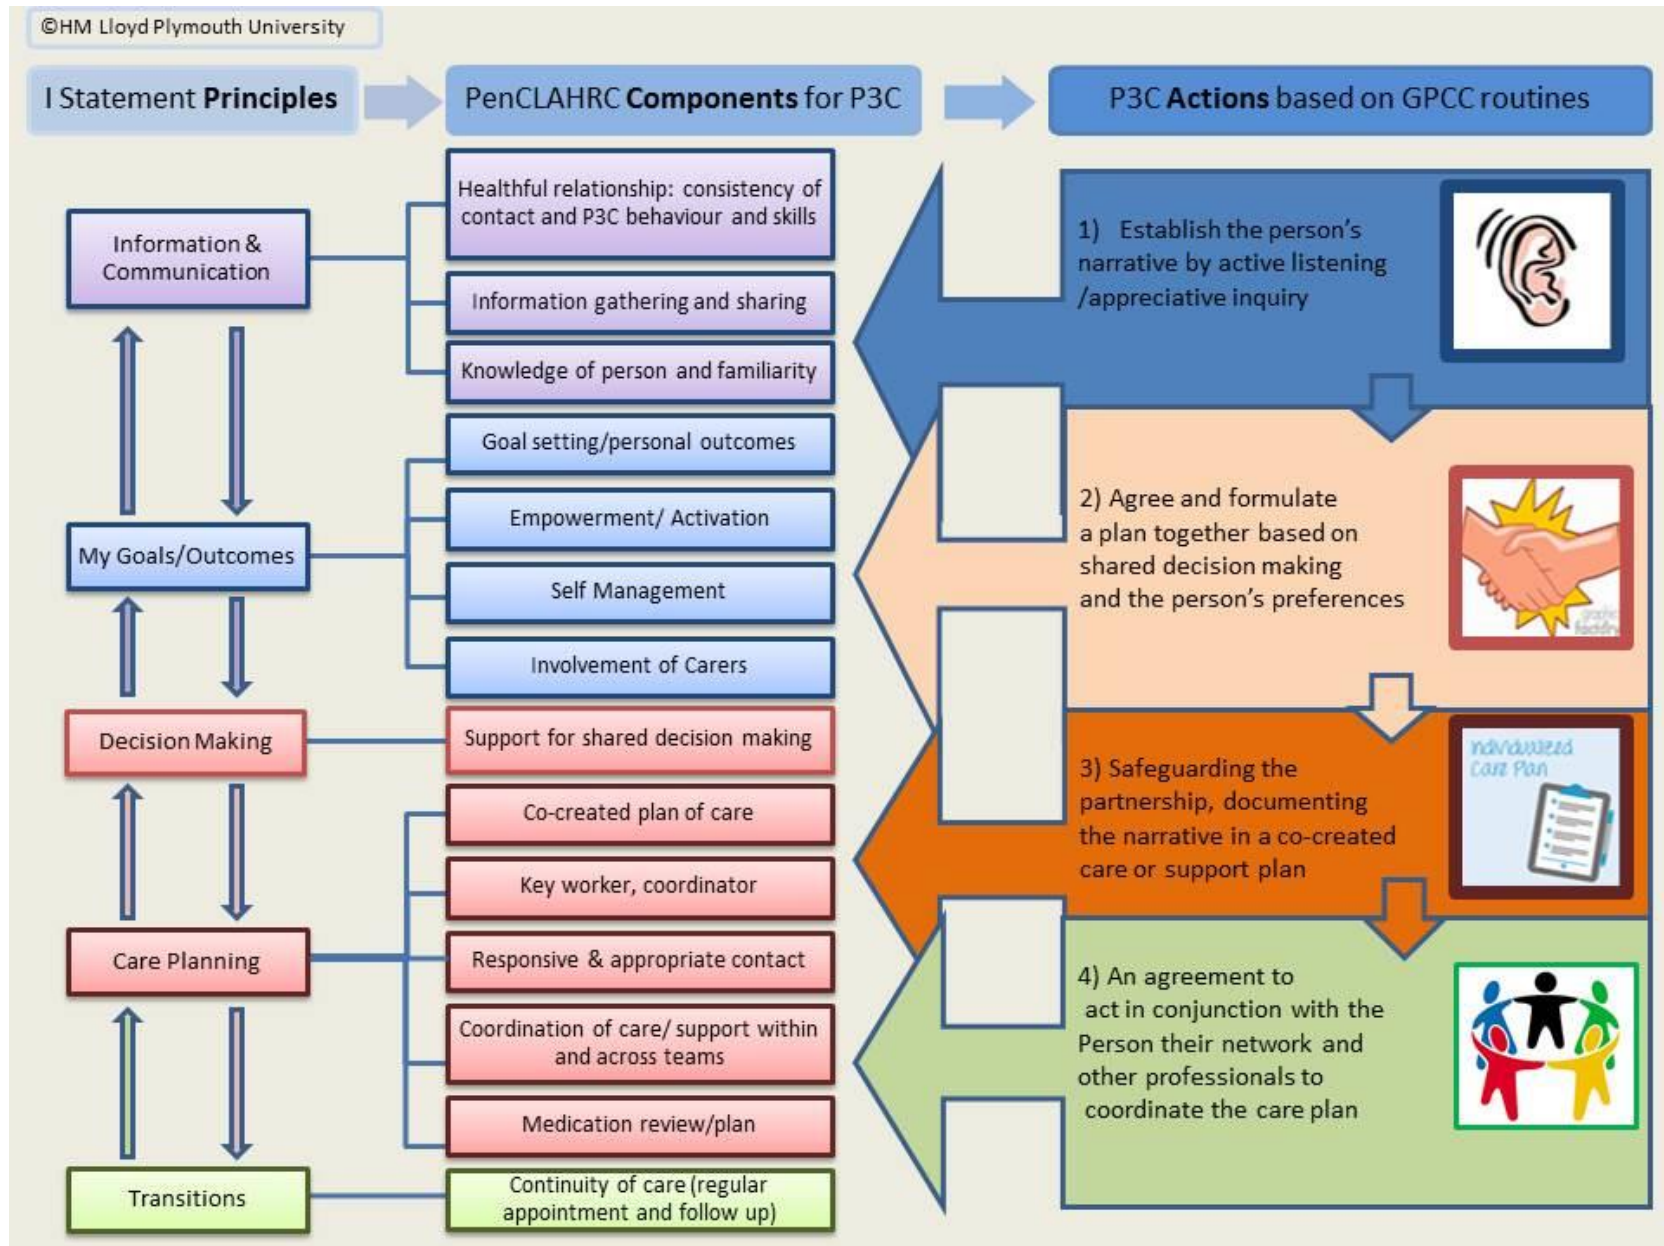 ©HM Lloyd Plymouth University
I Statement Principles
PenCLAHRC Components for P3C
P3C Actions based on GPCC routines
Information &
Communication
My Goals/Outcomes
Decision Making
Care Planning
Transitions
Healthful relationship: consistency of
contact and P3C behaviour and skills
Information gathering and sharing
Knowledge of person and familiarity
Goal setting/personal outcomes
Empowerment/ Activation
Self Management
Involvement of Carers
Support for shared decision making
Co-created plan of care
Key worker, coordinator
Responsive & appropriate contact
Coordination of care/ support within
and across teams
Medication review/plan
Continuity of care (regular
appointment and follow up)
1) Establish the person's
narrative by active listening
/appreciative inquiry
2) Agree and formulate
a plan together based on
shared decision making
and the person's preferences
3) Safeguarding the
partnership, documenting
the narrative in a co-created
care or support plan
Individualized
Care Plan
4) An agreement to
act in conjunction with the
Person their network and
other professionals to
coordinate the care plan